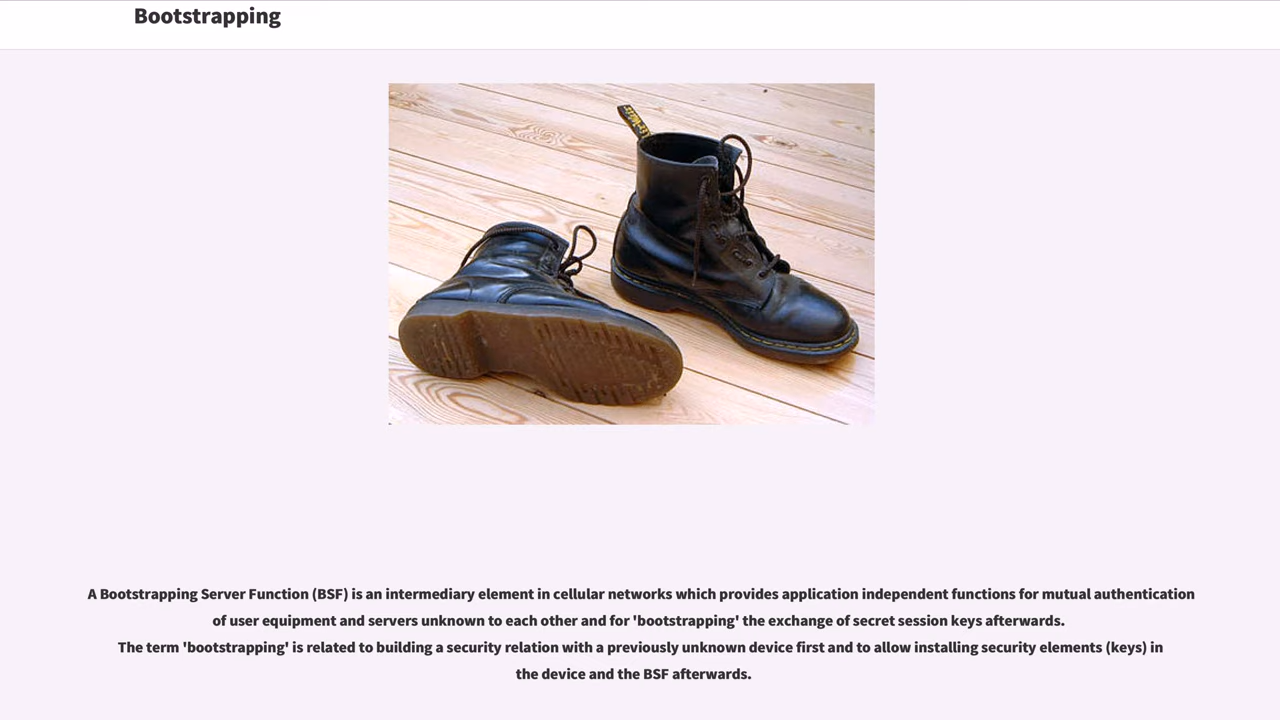 Bootstrapping
A Bootstrapping Server Function (BSF) is an intermediary element in cellular networks which provides application independent functions for mutual authentication
of user equipment and servers unknown to each other and for 'bootstrapping' the exchange of secret session keys afterwards.
The term 'bootstrapping' is related to building a security relation with a previously unknown device first and to allow installing security elements (keys) in
the device and the BSF afterwards.